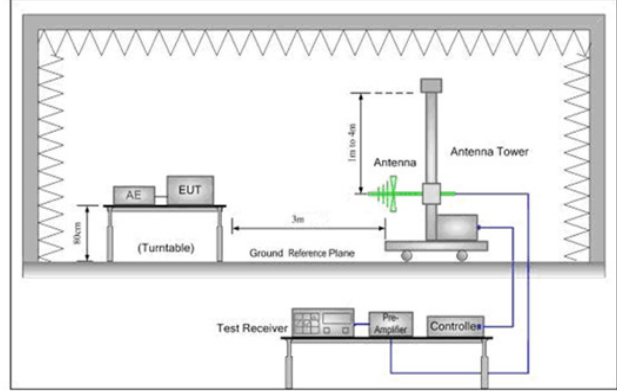 1m to 4m
Antenna
Antenna Tower
AE
EUT
80cm
3m
(Turntable)
Ground Reference Plane
Test Receiver
Pre-
Amplifier
Controller